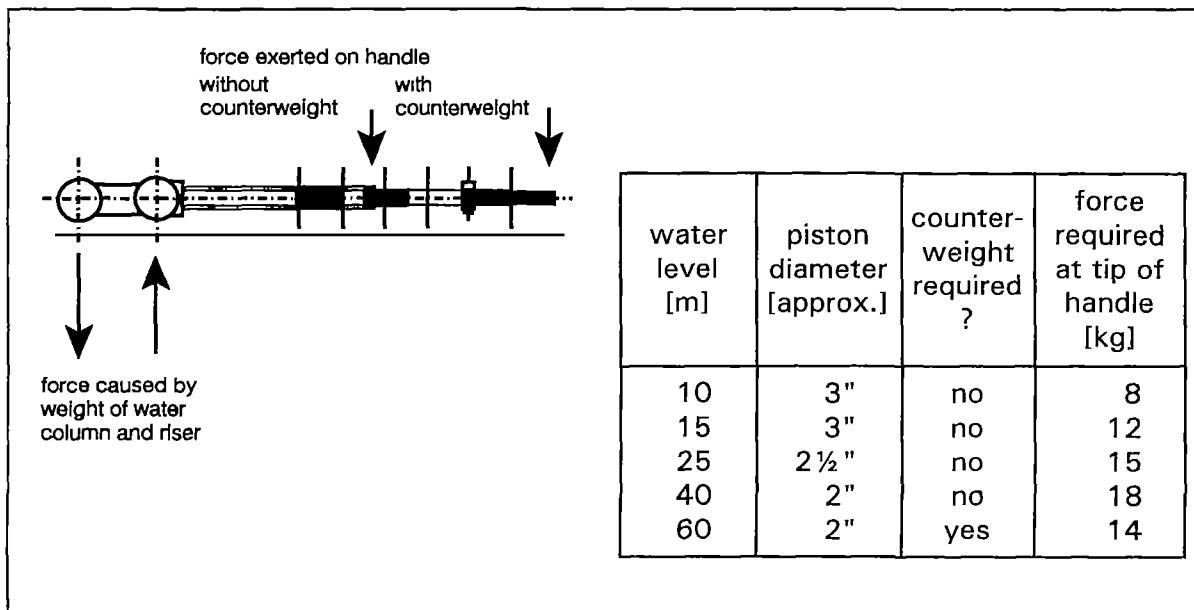 force exerted on handle
without with
counterweight counterweight
force caused by
weight of water
column and riser
water level [m] piston diameter [approx.] counter-weight required ? force required at tip of handle [kg]
10 3" no 8
15 3" no 12
25 2½" no 15
40 2" no 18
60 2" yes 14